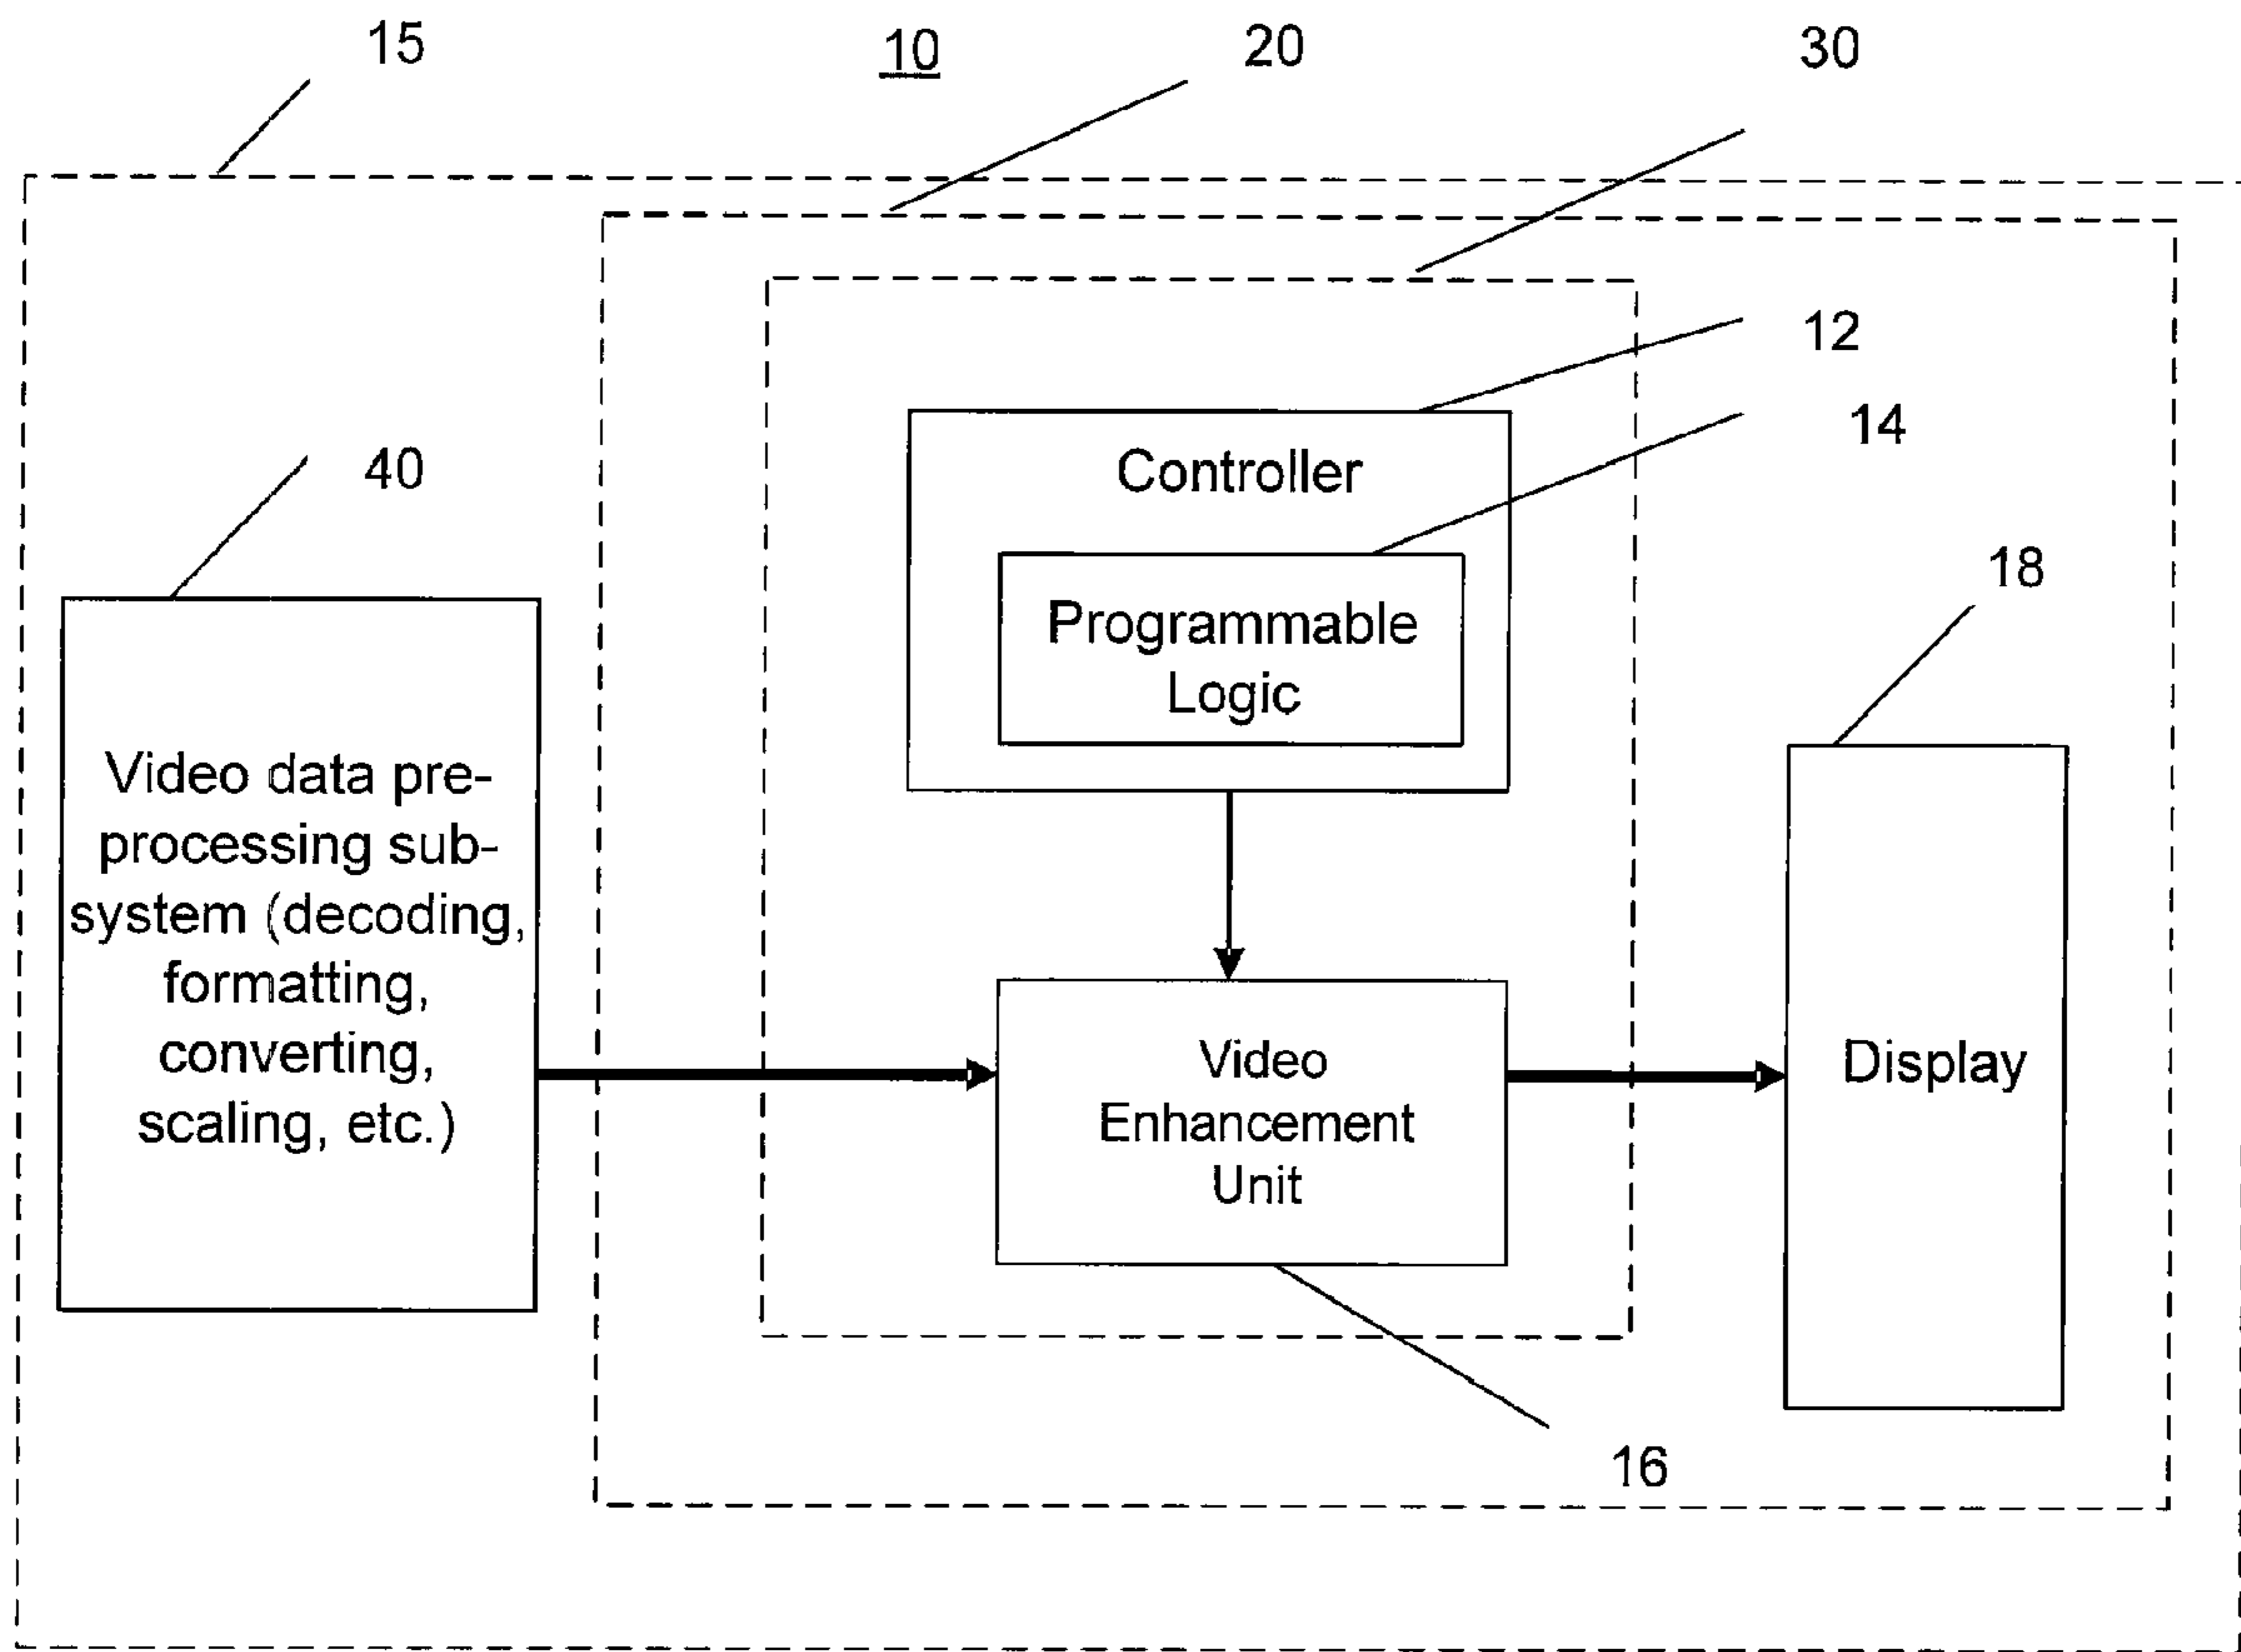 15
10
20
30
12
14
40
Controller
18
Programmable
Logic
Video data pre-
processing sub-
system (decoding,
formatting,
converting,
scaling, etc.)
Video
Enhancement
Unit
Display
16